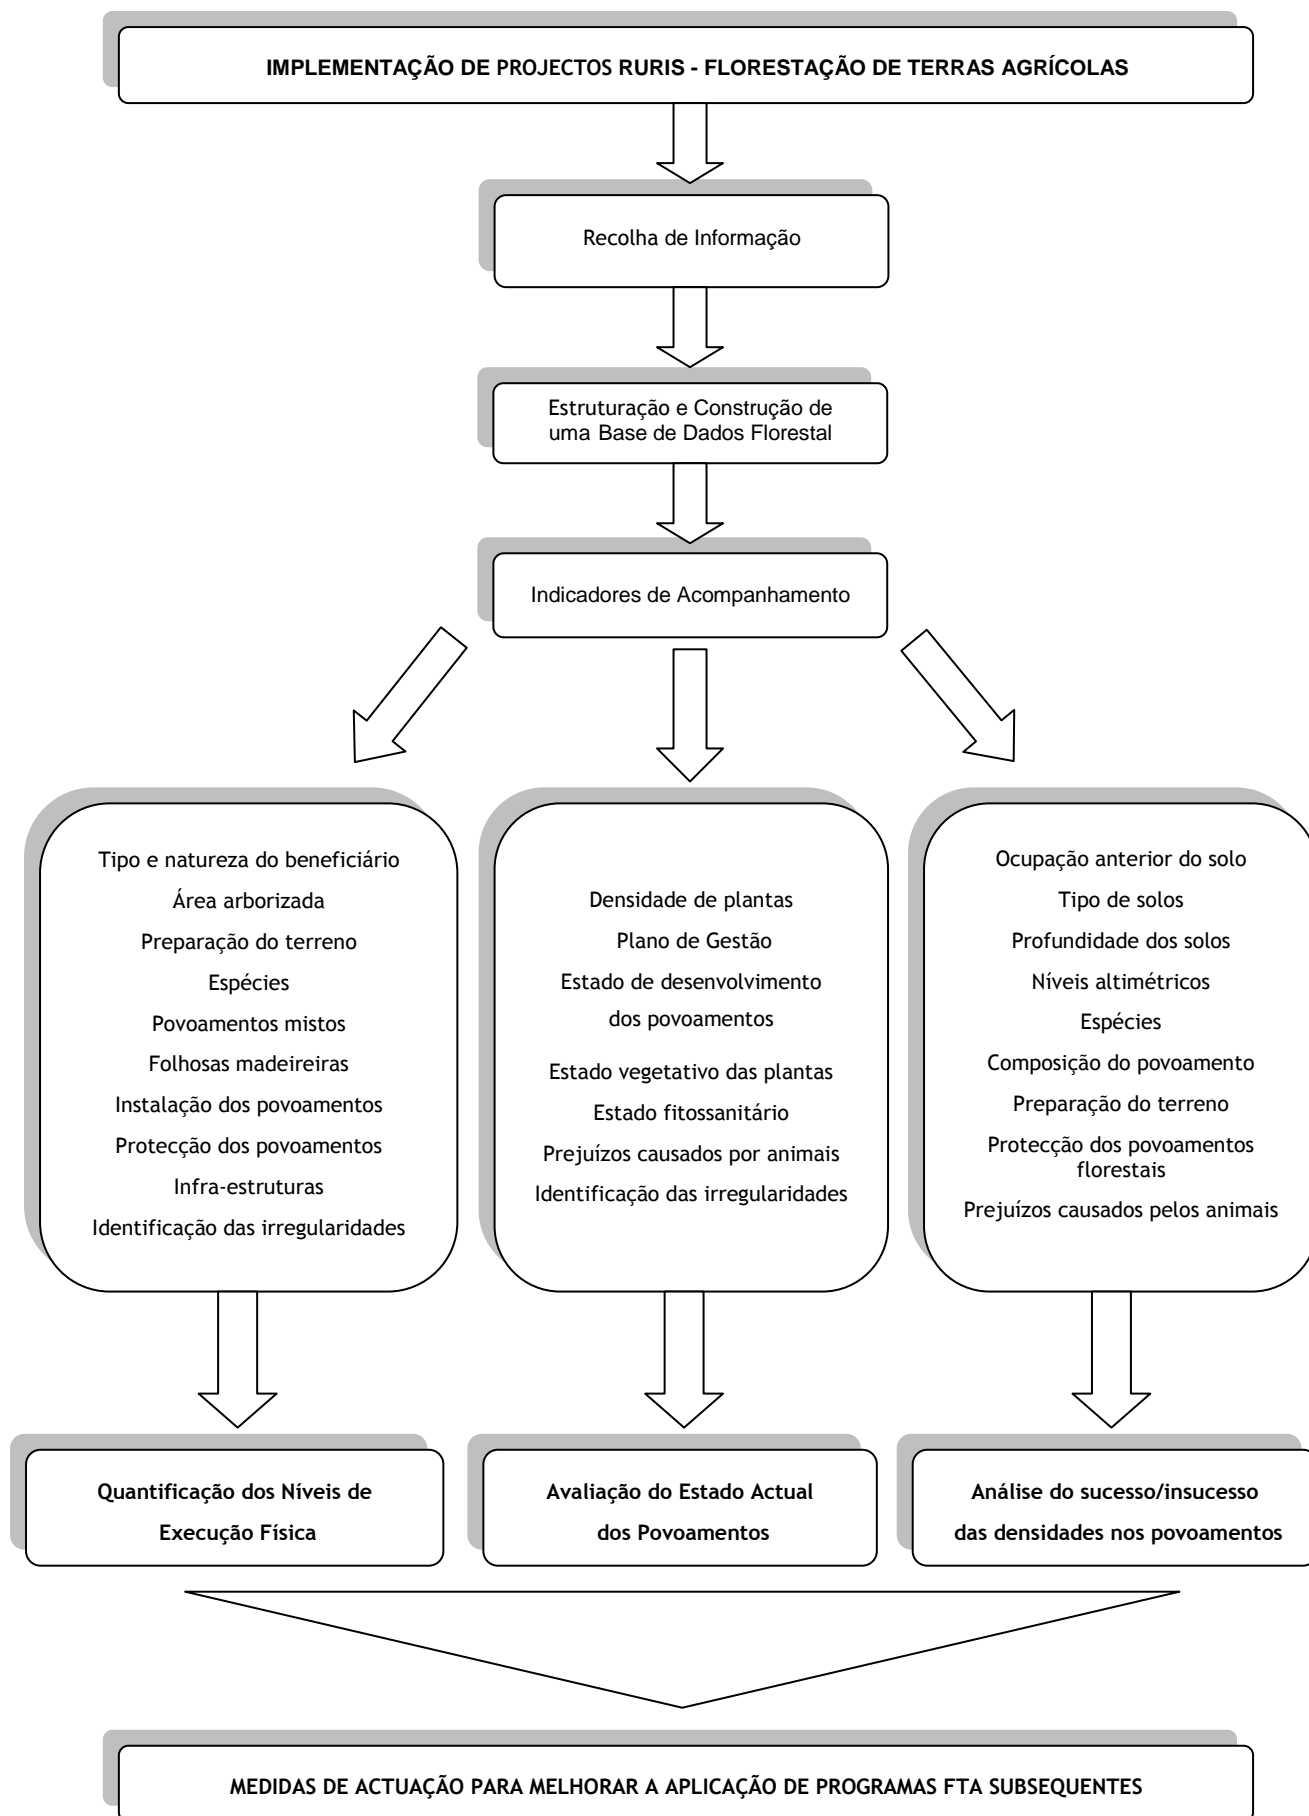 IMPLEMENTAÇÃO DE PROJECTOS RURIS - FLORESTAÇÃO DE TERRAS AGRÍCOLAS
Recolha de Informação
Estruturação e Construção de
uma Base de Dados Florestal
Indicadores de Acompanhamento
Tipo e natureza do beneficiário
Área arborizada
Preparação do terreno
Espécies
Povoamentos mistos
Folhosas madeireiras
Instalação dos povoamentos
Protecção dos povoamentos
Infra-estruturas
Identificação das irregularidades
Densidade de plantas
Plano de Gestão
Estado de desenvolvimento
dos povoamentos
Estado vegetativo das plantas
Estado fitossanitário
Prejuízos causados por animais
Identificação das irregularidades
Ocupação anterior do solo
Tipo de solos
Profundidade dos solos
Níveis altimétricos
Espécies
Composição do povoamento
Preparação do terreno
Protecção dos povoamentos
florestais
Prejuízos causados pelos animais
Quantificação dos Níveis de
Execução Física
Avaliação do Estado Actual
dos Povoamentos
Análise do sucesso/insucesso
das densidades nos povoamentos
MEDIDAS DE ACTUAÇÃO PARA MELHORAR A APLICAÇÃO DE PROGRAMAS FTA SUBSEQUENTES